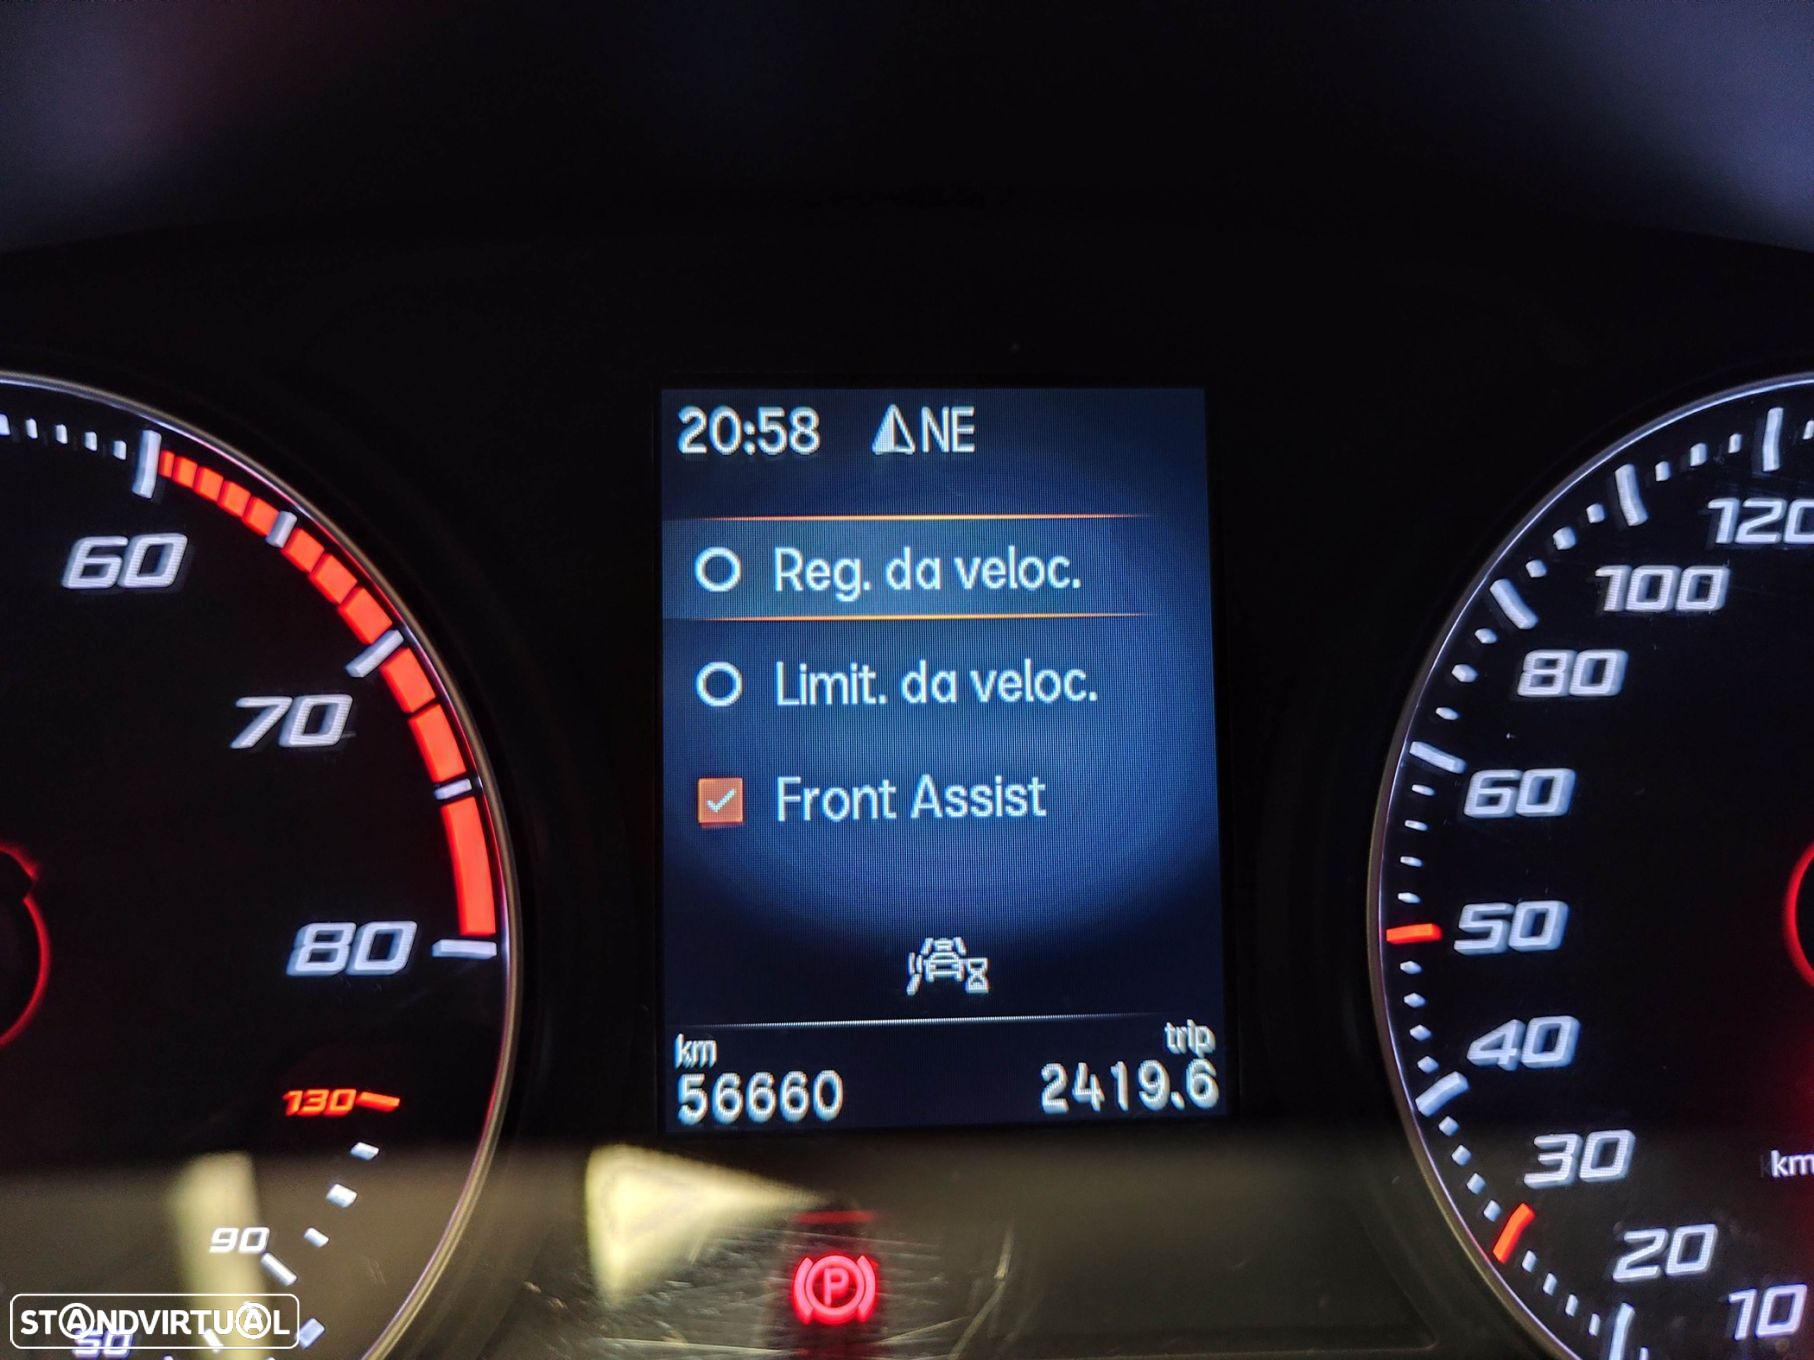 20:58 NE
Reg. da veloc.
Limit. da veloc.
Front Assist
km
trip
56660
2419.6
60
70
80
130
90
50
120
100
80
60
50
40
30
20
10
km
P
STANDVIRTUAL